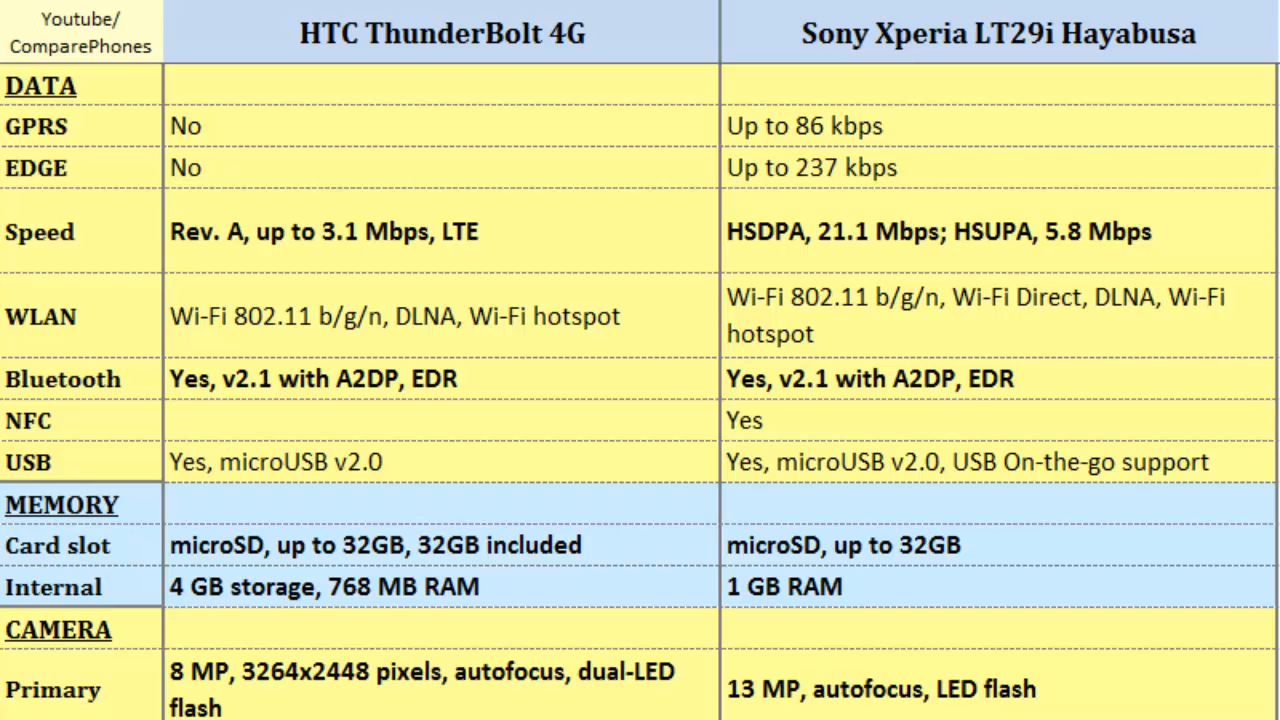 Youtube/
ComparePhones
HTC ThunderBolt 4G
Sony Xperia LT29i Hayabusa
DATA
GPRS
No
Up to 86 kbps
EDGE
No
Up to 237 kbps
Speed
Rev. A, up to 3.1 Mbps, LTE
HSDPA, 21.1 Mbps; HSUPA, 5.8 Mbps
WLAN
Wi-Fi 802.11 b/g/n, DLNA, Wi-Fi hotspot
Wi-Fi 802.11 b/g/n, Wi-Fi Direct, DLNA, Wi-Fi
hotspot
Bluetooth
Yes, v2.1 with A2DP, EDR
Yes, v2.1 with A2DP, EDR
NFC
Yes
USB
Yes, microUSB v2.0
Yes, microUSB v2.0, USB On-the-go support
MEMORY
Card slot
microSD, up to 32GB, 32GB included
microSD, up to 32GB
Internal
4 GB storage, 768 MB RAM
1 GB RAM
CAMERA
Primary
8 MP, 3264x2448 pixels, autofocus, dual-LED
flash
13 MP, autofocus, LED flash